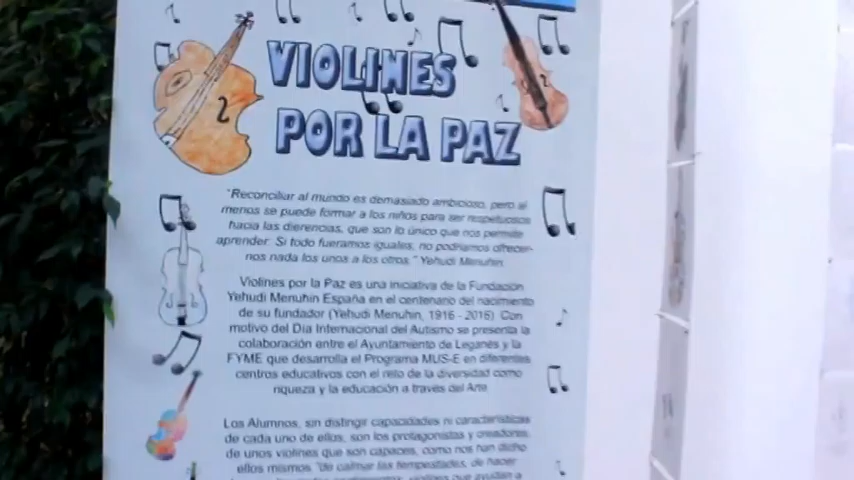 VIOLINES
POR LA PAZ
"Reconciliar al mundo es demasiado ambicioso, pero al
menos se puede formar a los niños para ser respetuosos
hacia las dierencias, que son lo único que nos permite
aprender. Si todo fueramos iguales, no podríamos ofrecer-
nos nada los unos a los otros." Yehudi Menuhin.
Violines por la Paz es una iniciativa de la Fundación
Yehudi Menuhin España en el centenario del nacimiento
de su fundador (Yehudi Menuhin, 1916 - 2016). Con
motivo del Día Internacional del Autismo se presenta la
colaboración entre el Ayuntamiento de Leganés y la
FYME que desarrolla el Programa MUS-E en diferentes
centros educativos con el reto de la diversidad como
riqueza y la educación a través del Arte.
Los Alumnos, sin distingir capacidades ni características
de cada uno de ellos, son los protagonistas y creadores
de unos violines que son capaces, como nos han dicho
ellos mismos "de calmar las tempestades, de hacer
violines que ayudan a